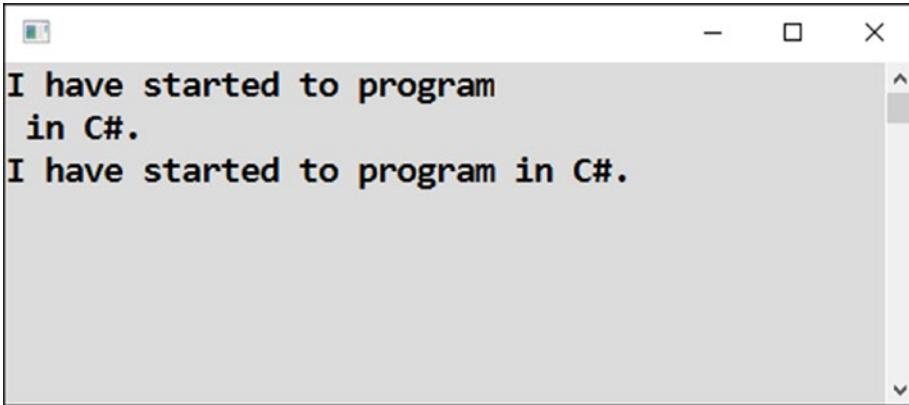 I have started to program
 in C#.
I have started to program in C#.